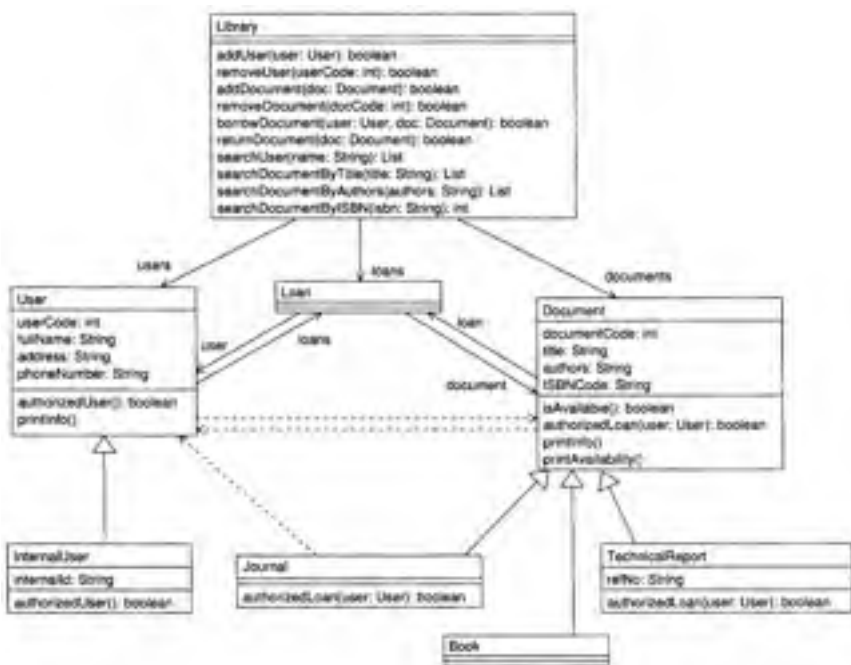 Library
addUser(user: User): boolean
removeUser(userCode: int): boolean
addDocument(doc: Document): boolean
removeDocument(docCode: int): boolean
borrowDocument(user: User, doc: Document): boolean
returnDocument(doc: Document): boolean
searchUser(name: String): List
searchDocumentByTitle(title: String): List
searchDocumentByAuthors(authors: String): List
searchDocumentByISBN(isbn: String): int
users
loans
documents
User
userCode: int
fullName: String
address: String
phoneNumber: String
authorizedUser(): boolean
printInfo()
Loan
user
loans
loan
document
Document
documentCode: int
title: String
authors: String
ISBNCode: String
isAvailable(): boolean
authorizedLoan(user: User): boolean
printInfo()
printAvailability()
InternalUser
internalId: String
authorizedUser(): boolean
Journal
authorizedLoan(user: User): boolean
TechnicalReport
refNo: String
authorizedLoan(user: User): boolean
Book